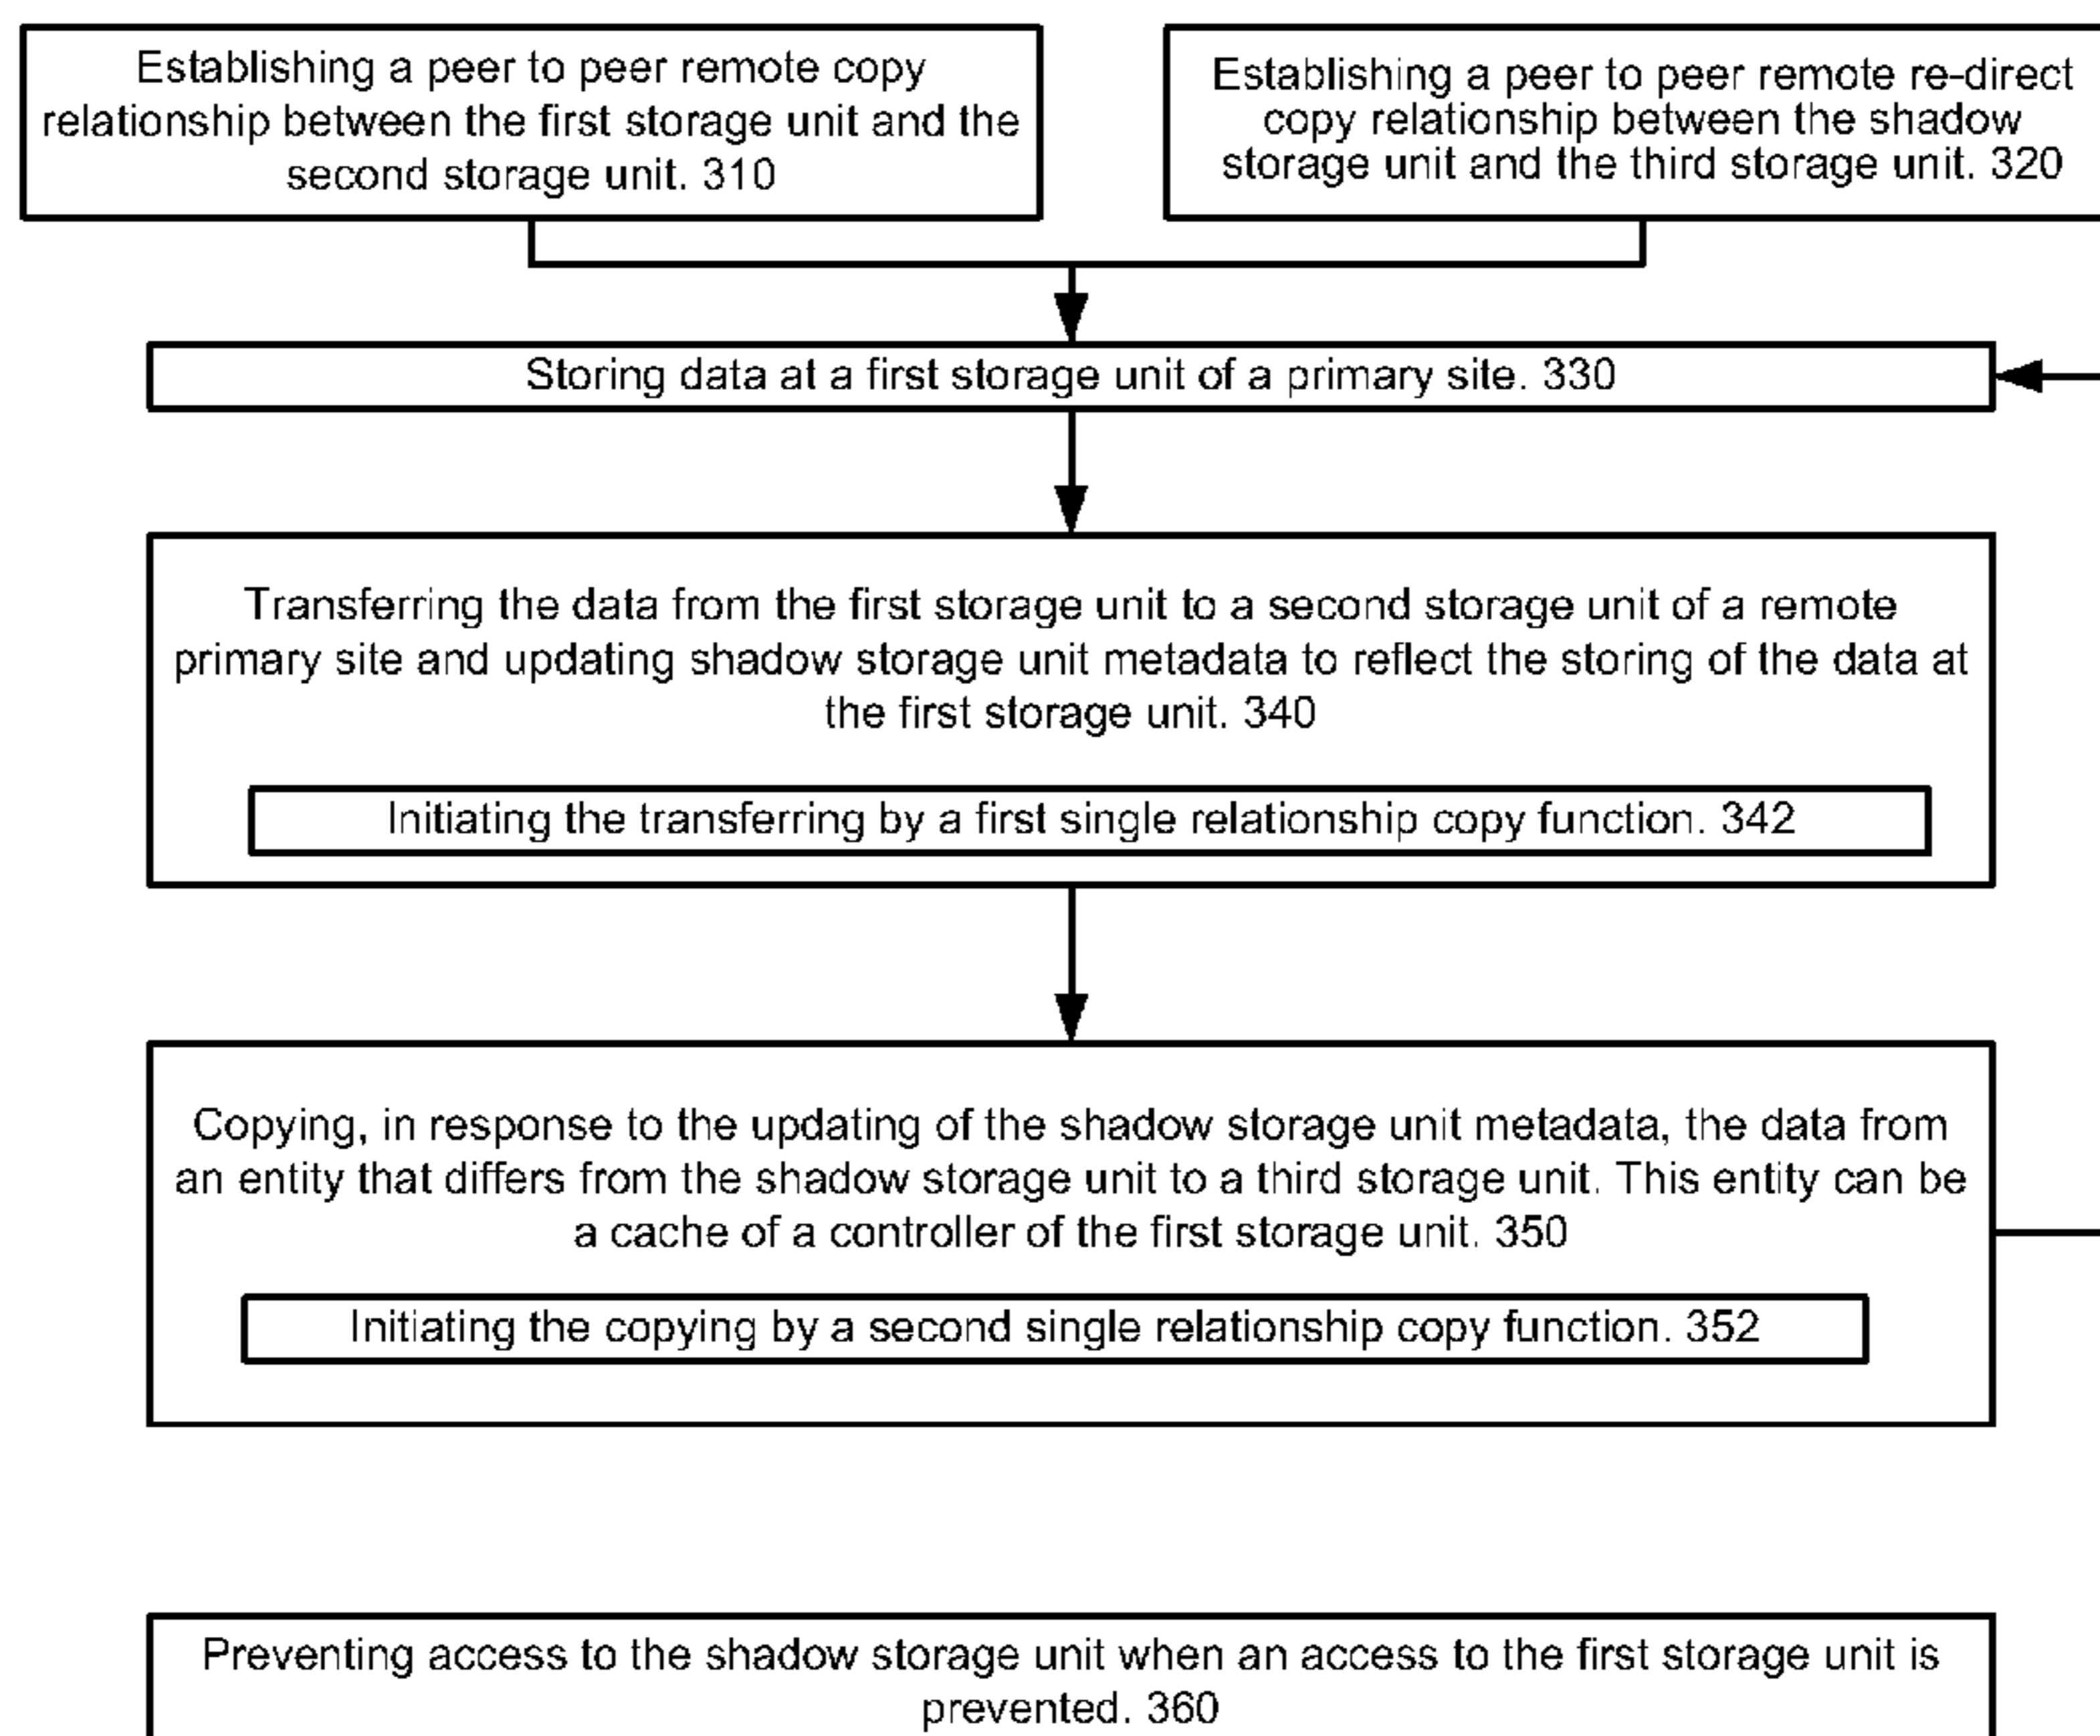 Establishing a peer to peer remote copy
relationship between the first storage unit and the
second storage unit. 310
Establishing a peer to peer remote re-direct
copy relationship between the shadow
storage unit and the third storage unit. 320
Storing data at a first storage unit of a primary site. 330
Transferring the data from the first storage unit to a second storage unit of a remote
primary site and updating shadow storage unit metadata to reflect the storing of the data at
the first storage unit. 340
Initiating the transferring by a first single relationship copy function. 342
Copying, in response to the updating of the shadow storage unit metadata, the data from
an entity that differs from the shadow storage unit to a third storage unit. This entity can be
a cache of a controller of the first storage unit. 350
Initiating the copying by a second single relationship copy function. 352
Preventing access to the shadow storage unit when an access to the first storage unit is
prevented. 360